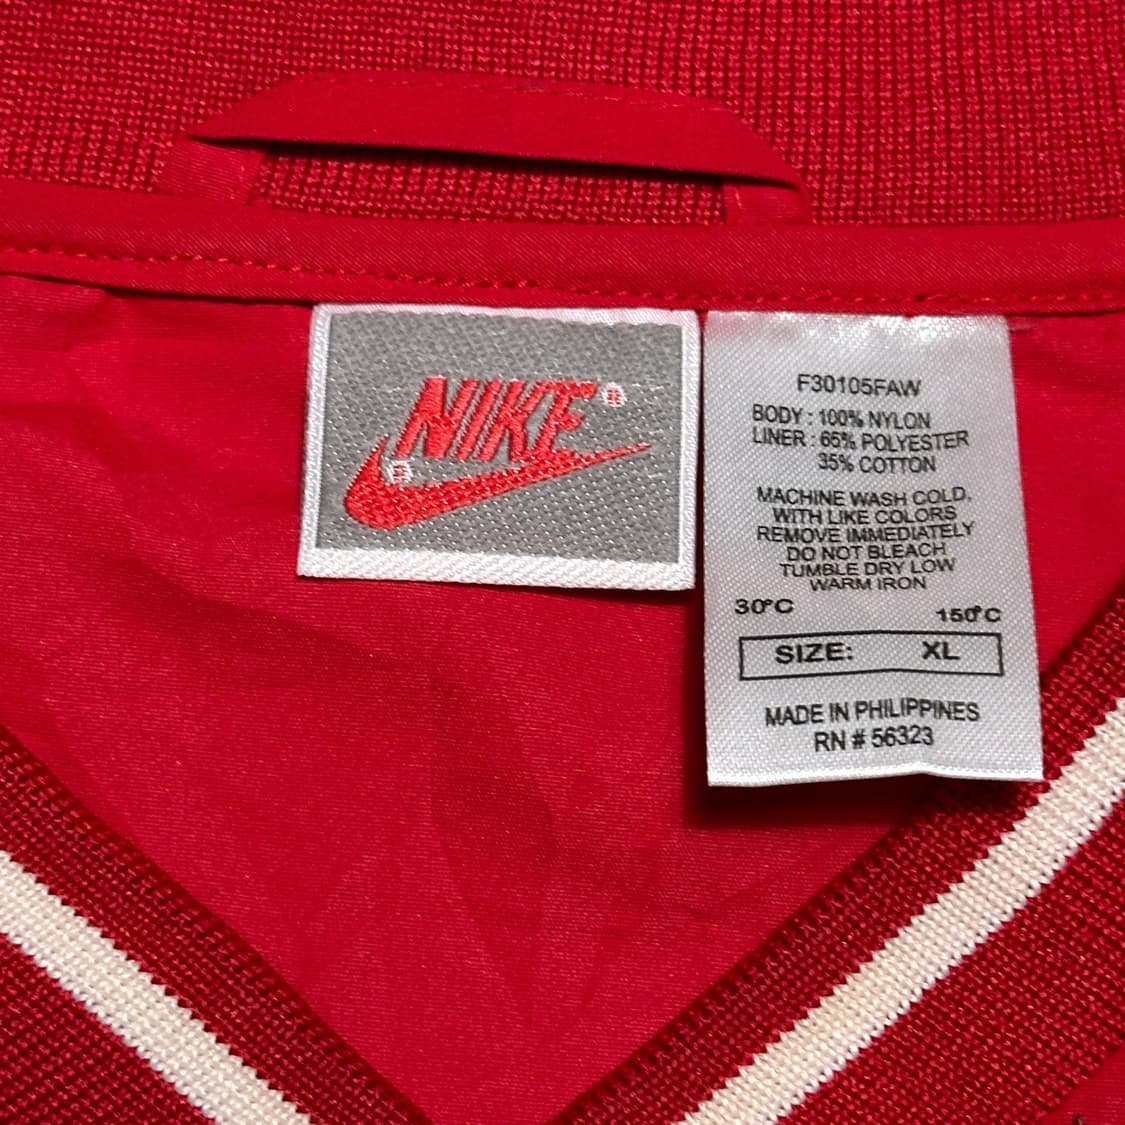 NIKE®
®
F30105FAW
BODY : 100% NYLON
LINER : 65% POLYESTER
35% COTTON
MACHINE WASH COLD,
WITH LIKE COLORS
REMOVE IMMEDIATELY
DO NOT BLEACH
TUMBLE DRY LOW
WARM IRON
30°C 150°C
SIZE: XL
MADE IN PHILIPPINES
RN # 56323